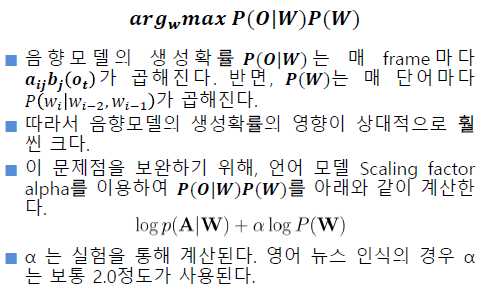 arg_w max P(O|W)P(W)
■ 음향모델의 생성확률 P(O|W)는 매 frame마다
a_{ij}b_j(o_t)가 곱해진다. 반면, P(W)는 매 단어마다
P(w_i|w_{i-2}, w_{i-1})가 곱해진다.
■ 따라서 음향모델의 생성확률의 영향이 상대적으로 훨
씬 크다.
■ 이 문제점을 보완하기 위해, 언어 모델 Scaling factor
alpha를 이용하여 P(O|W)P(W)를 아래와 같이 계산한
다.
log p(A|W) + α log P(W)
■ α 는 실험을 통해 계산된다. 영어 뉴스 인식의 경우 α
는 보통 2.0정도가 사용된다.